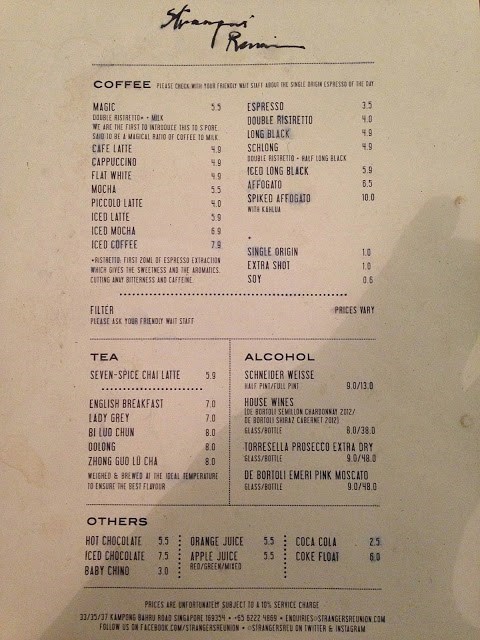 Strangers'
Reunion
COFFEE PLEASE CHECK WITH YOUR FRIENDLY WAIT STAFF ABOUT THE SINGLE ORIGIN ESPRESSO OF THE DAY
MAGIC 5.5
DOUBLE RISTRETTO* + MILK
WE ARE THE FIRST TO INTRODUCE THIS TO S'PORE.
SAID TO BE A MAGICAL RATIO OF COFFEE TO MILK.
CAFE LATTE 4.9
CAPPUCCINO 4.9
FLAT WHITE 4.9
MOCHA 5.5
PICCOLO LATTE 4.0
ICED LATTE 5.9
ICED MOCHA 6.9
ICED COFFEE 7.9
*RISTRETTO: FIRST 20ML OF ESPRESSO EXTRACTION
WHICH GIVES THE SWEETNESS AND THE AROMATICS.
CUTTING AWAY BITTERNESS AND CAFFEINE.
ESPRESSO 3.5
DOUBLE RISTRETTO 4.0
LONG BLACK 4.9
SCHLONG 4.9
DOUBLE RISTRETTO + HALF LONG BLACK
ICED LONG BLACK 5.9
AFFOGATO 6.5
SPIKED AFFOGATO 10.0
WITH KAHLUA
+
SINGLE ORIGIN 1.0
EXTRA SHOT 1.0
SOY 0.6
FILTER PRICES VARY
PLEASE ASK YOUR FRIENDLY WAIT STAFF
TEA
SEVEN-SPICE CHAI LATTE 5.9
ENGLISH BREAKFAST 7.0
LADY GREY 7.0
BI LUO CHUN 8.0
OOLONG 8.0
ZHONG GUO LU CHA 8.0
WEIGHED & BREWED AT THE IDEAL TEMPERATURE
TO ENSURE THE BEST FLAVOUR
ALCOHOL
SCHNEIDER WEISSE
HALF PINT/FULL PINT 9.0/13.0
HOUSE WINES
(DE BORTOLI SEMILLON CHARDONNAY 2012/
DE BORTOLI SHIRAZ CABERNET 2012)
GLASS/BOTTLE 8.0/38.0
TORRESELLA PROSECCO EXTRA DRY
GLASS/BOTTLE 9.0/48.0
DE BORTOLI EMERI PINK MOSCATO
GLASS/BOTTLE 9.0/48.0
OTHERS
HOT CHOCOLATE 5.5
ICED CHOCOLATE 7.5
BABY CHINO 3.0
ORANGE JUICE 5.5
APPLE JUICE 5.5
RED/GREEN/MIXED
COCA COLA 2.5
COKE FLOAT 6.0
PRICES ARE UNFORTUNATELY SUBJECT TO A 10% SERVICE CHARGE
33/35/37 KAMPONG BAHRU ROAD SINGAPORE 169354 • +65 6222 4869 • ENQUIRIES@STRANGERSREUNION.COM
FOLLOW US ON FACEBOOK.COM/STRANGERSREUNION • @STRANGERSREU ON TWITTER & INSTAGRAM